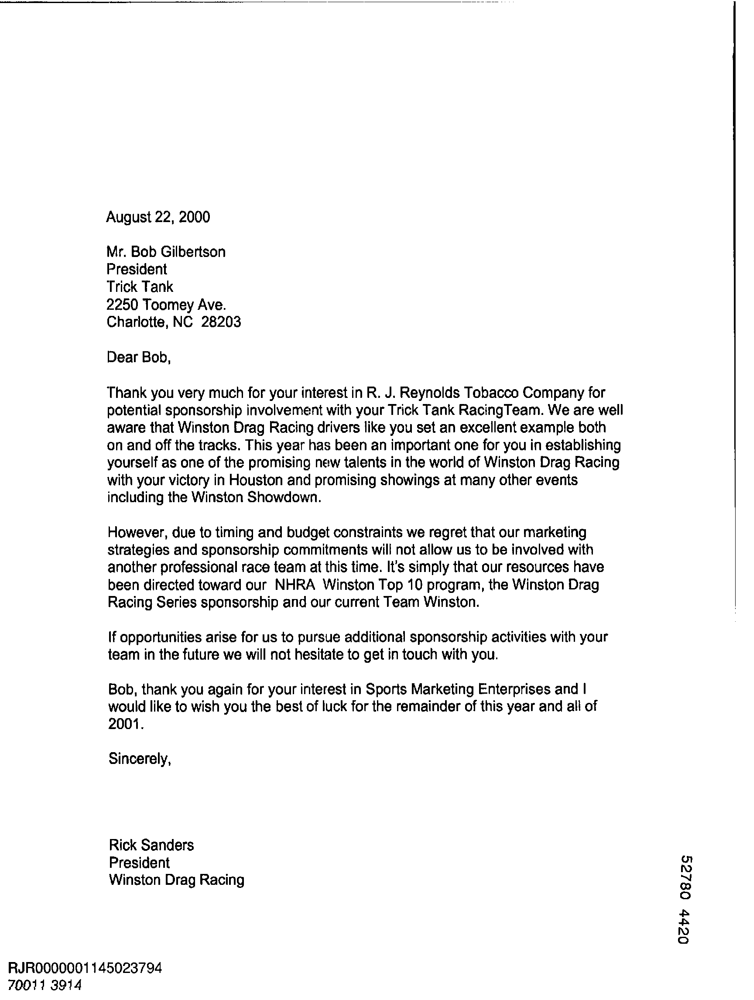 August 22, 2000
Mr. Bob Gilbertson
President
Trick Tank
2250 Toomey Ave.
Charlotte, NC 28203
Dear Bob,
Thank you very much for your interest in R. J. Reynolds Tobacco Company for
potential sponsorship involvement with your Trick Tank RacingTeam. We are well
aware that Winston Drag Racing drivers like you set an excellent example both
on and off the tracks. This year has been an important one for you in establishing
yourself as one of the promising new talents in the world of Winston Drag Racing
with your victory in Houston and promising showings at many other events
including the Winston Showdown.
However, due to timing and budget constraints we regret that our marketing
strategies and sponsorship commitments will not allow us to be involved with
another professional race team at this time. It's simply that our resources have
been directed toward our NHRA Winston Top 10 program, the Winston Drag
Racing Series sponsorship and our current Team Winston.
If opportunities arise for us to pursue additional sponsorship activities with your
team in the future we will not hesitate to get in touch with you.
Bob, thank you again for your interest in Sports Marketing Enterprises and I
would like to wish you the best of luck for the remainder of this year and all of
2001.
Sincerely,
Rick Sanders
President
Winston Drag Racing
52780 4420
RJR0000001145023794
70011 3914